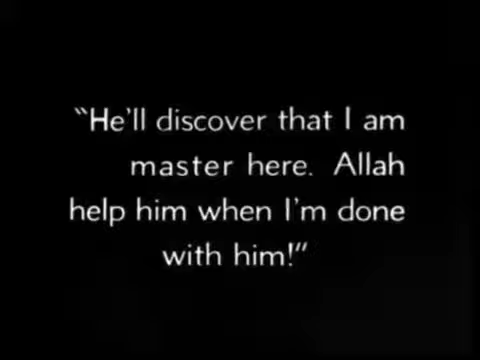 "He'll discover that I am
master here. Allah
help him when I'm done
with him!"